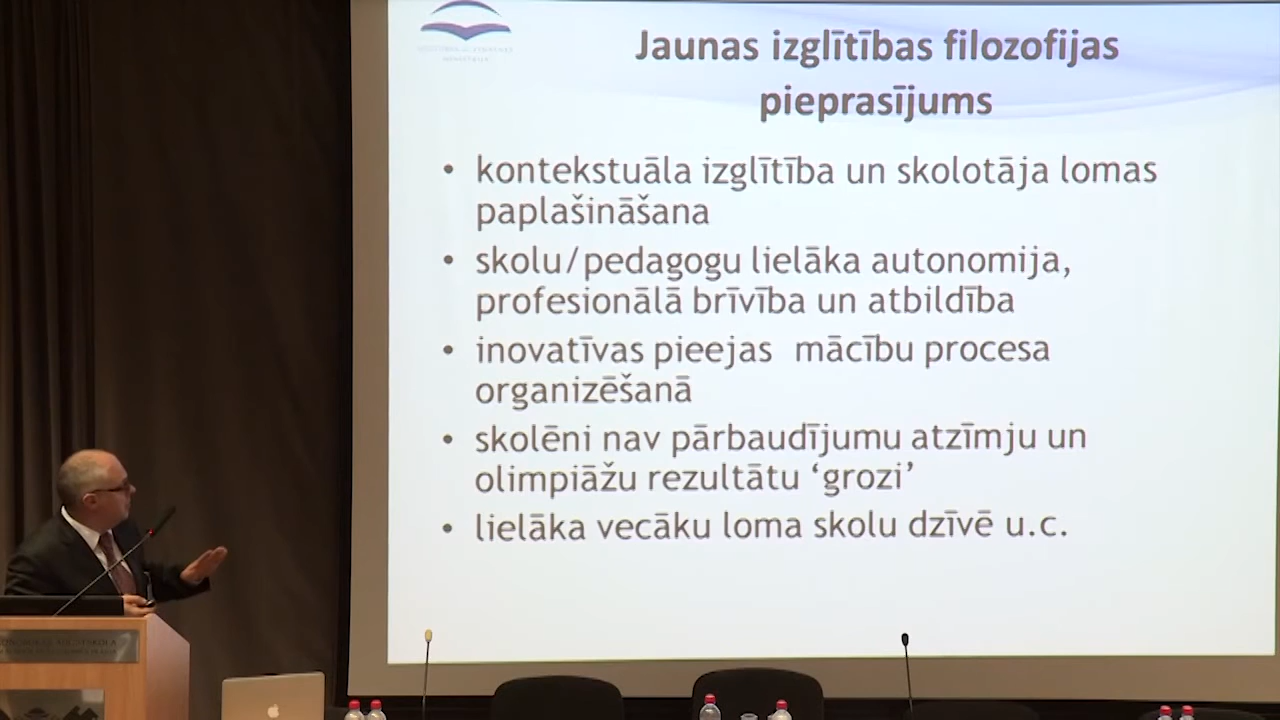 Jaunas izglītības filozofijas
pieprasījums
• kontekstuāla izglītība un skolotāja lomas
paplašināšana
• skolu/pedagogu lielāka autonomija,
profesionālā brīvība un atbildība
• inovatīvas pieejas mācību procesa
organizēšanā
• skolēni nav pārbaudījumu atzīmju un
olimpiāžu rezultātu ‘grozi’
• lielāka vecāku loma skolu dzīvē u.c.